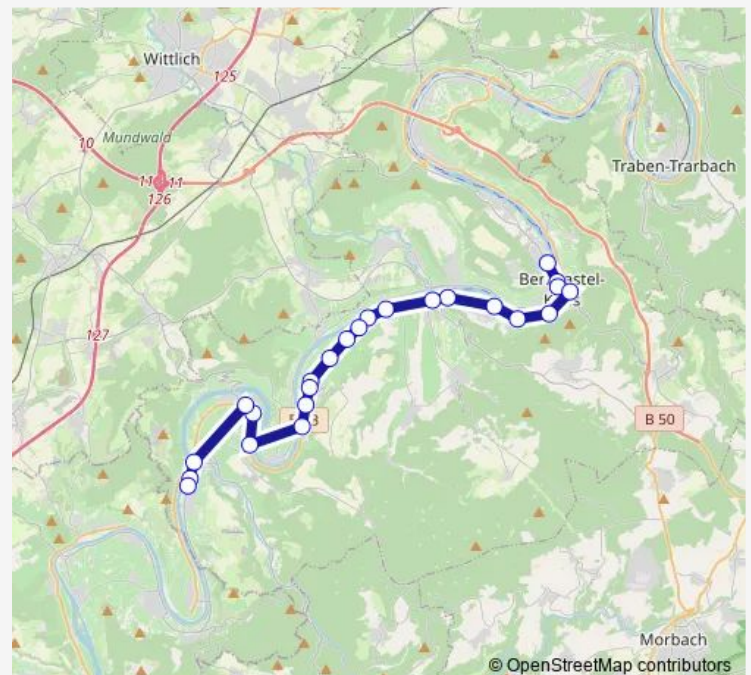 Wittlich
125
10
Mundwald
11
11
126
Traben-Trarbach
127
B 50
Morbach
© OpenStreetMap contributors